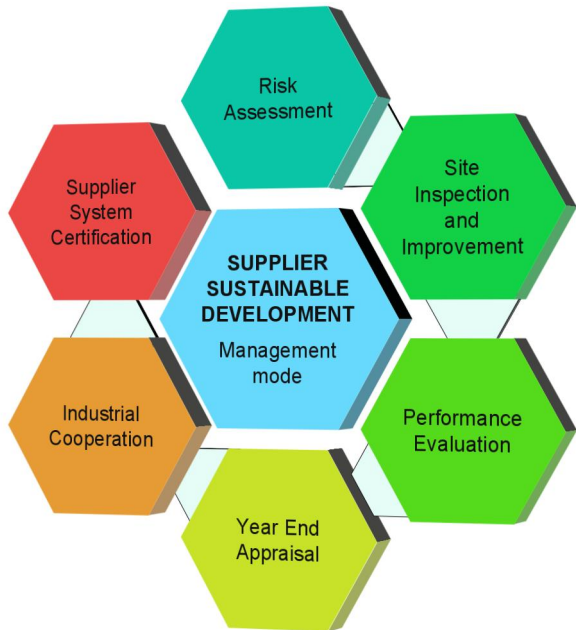 Risk
Assessment
Site
Inspection
and
Improvement
Supplier
System
Certification
SUPPLIER
SUSTAINABLE
DEVELOPMENT
Management
mode
Industrial
Cooperation
Performance
Evaluation
Year End
Appraisal